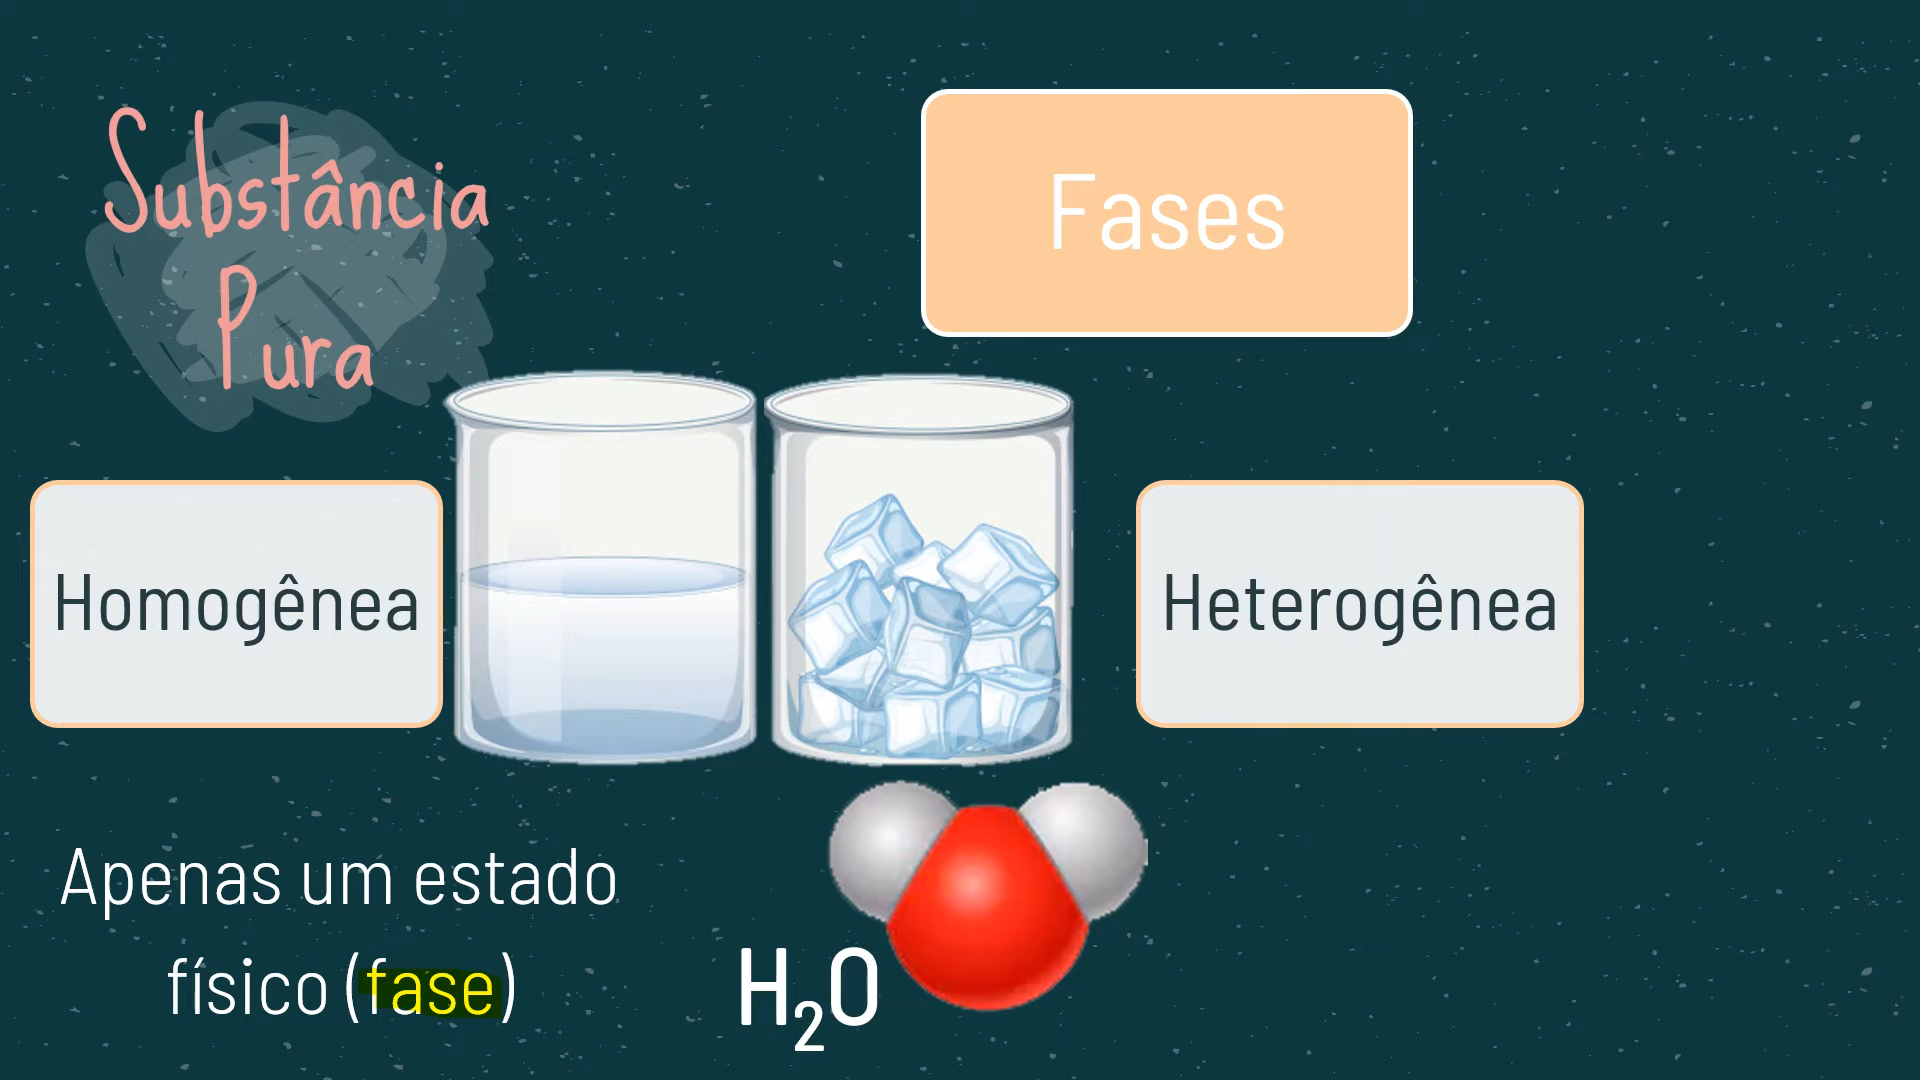 Substância
Pura
Fases
Homogênea
Heterogênea
Apenas um estado
físico (fase)
H₂O